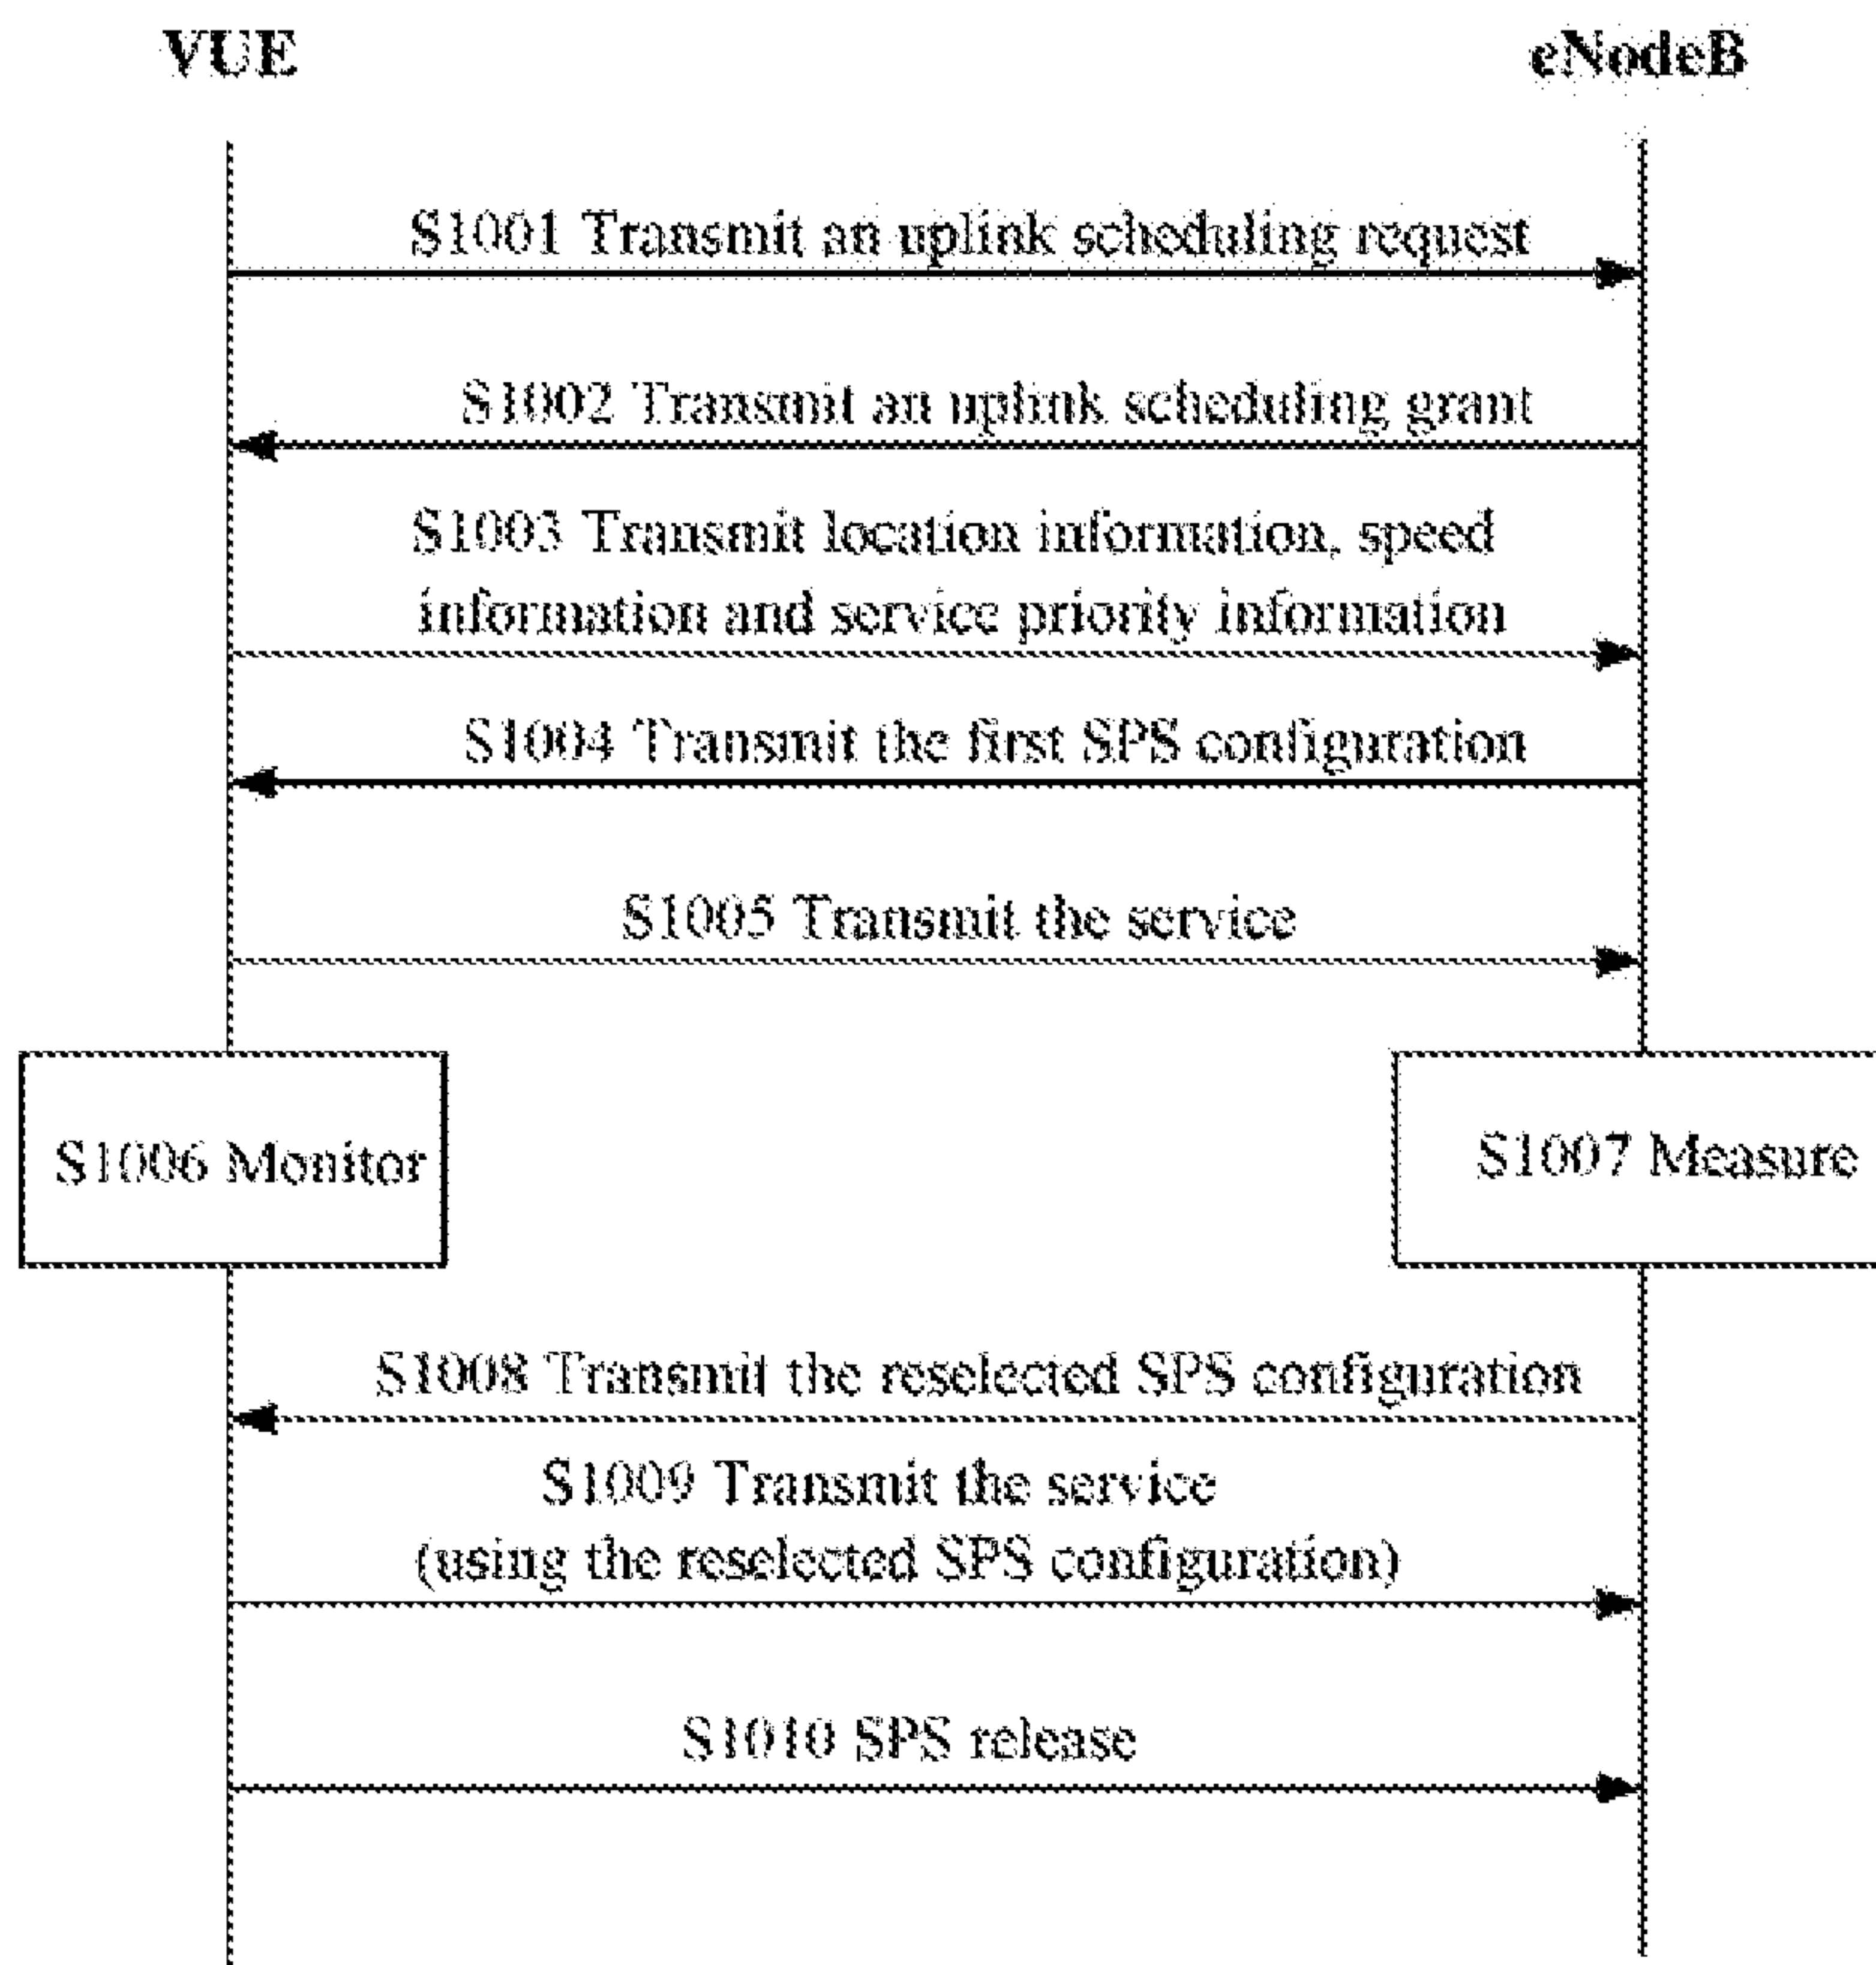 VUE
eNodeB
S1001 Transmit an uplink scheduling request
S1002 Transmit an uplink scheduling grant
S1003 Transmit location information, speed
information and service priority information
S1004 Transmit the first SPS configuration
S1005 Transmit the service
S1006 Monitor
S1007 Measure
S1008 Transmit the reselected SPS configuration
S1009 Transmit the service
(using the reselected SPS configuration)
S1010 SPS release